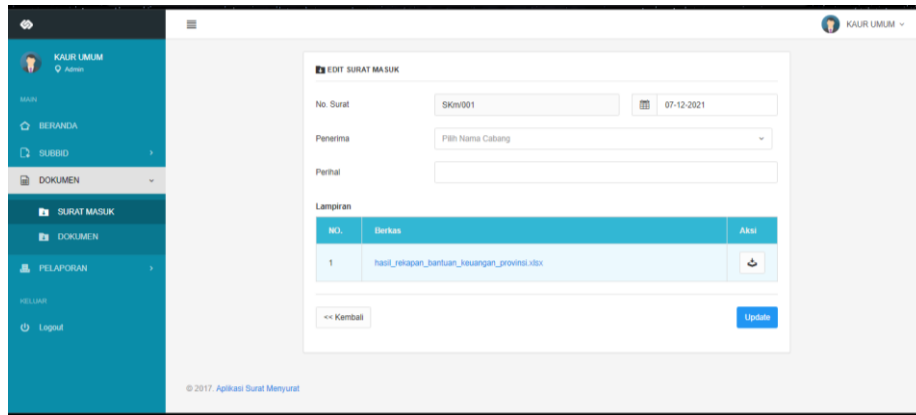 KAUR UMUM
KAUR UMUM
Admin
MAIN
BERANDA
SUBBID
DOKUMEN
SURAT MASUK
DOKUMEN
PELAPORAN
KELUAR
Logout
EDIT SURAT MASUK
No. Surat SKm/001 07-12-2021
Penerima Pilih Nama Cabang
Perihal
Lampiran
NO. Berkas Aksi
1 hasil_rekapan_bantuan_keuangan_provinsi.xlsx
<< Kembali Update
© 2017. Aplikasi Surat Menyurat